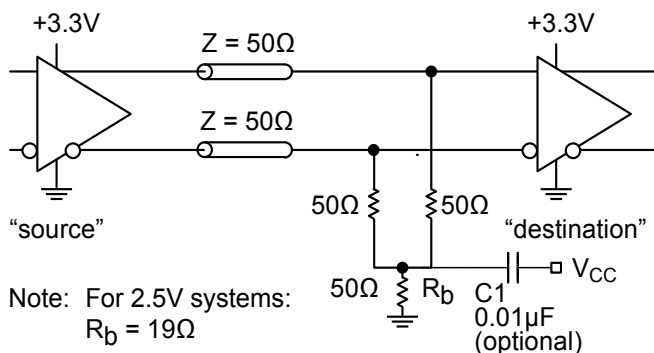 +3.3V
+3.3V
Z = 50Ω
Z = 50Ω
50Ω
50Ω
“source”
“destination”
50Ω
R_b
C1
0.01µF
(optional)
V_CC
Note: For 2.5V systems:
R_b = 19Ω